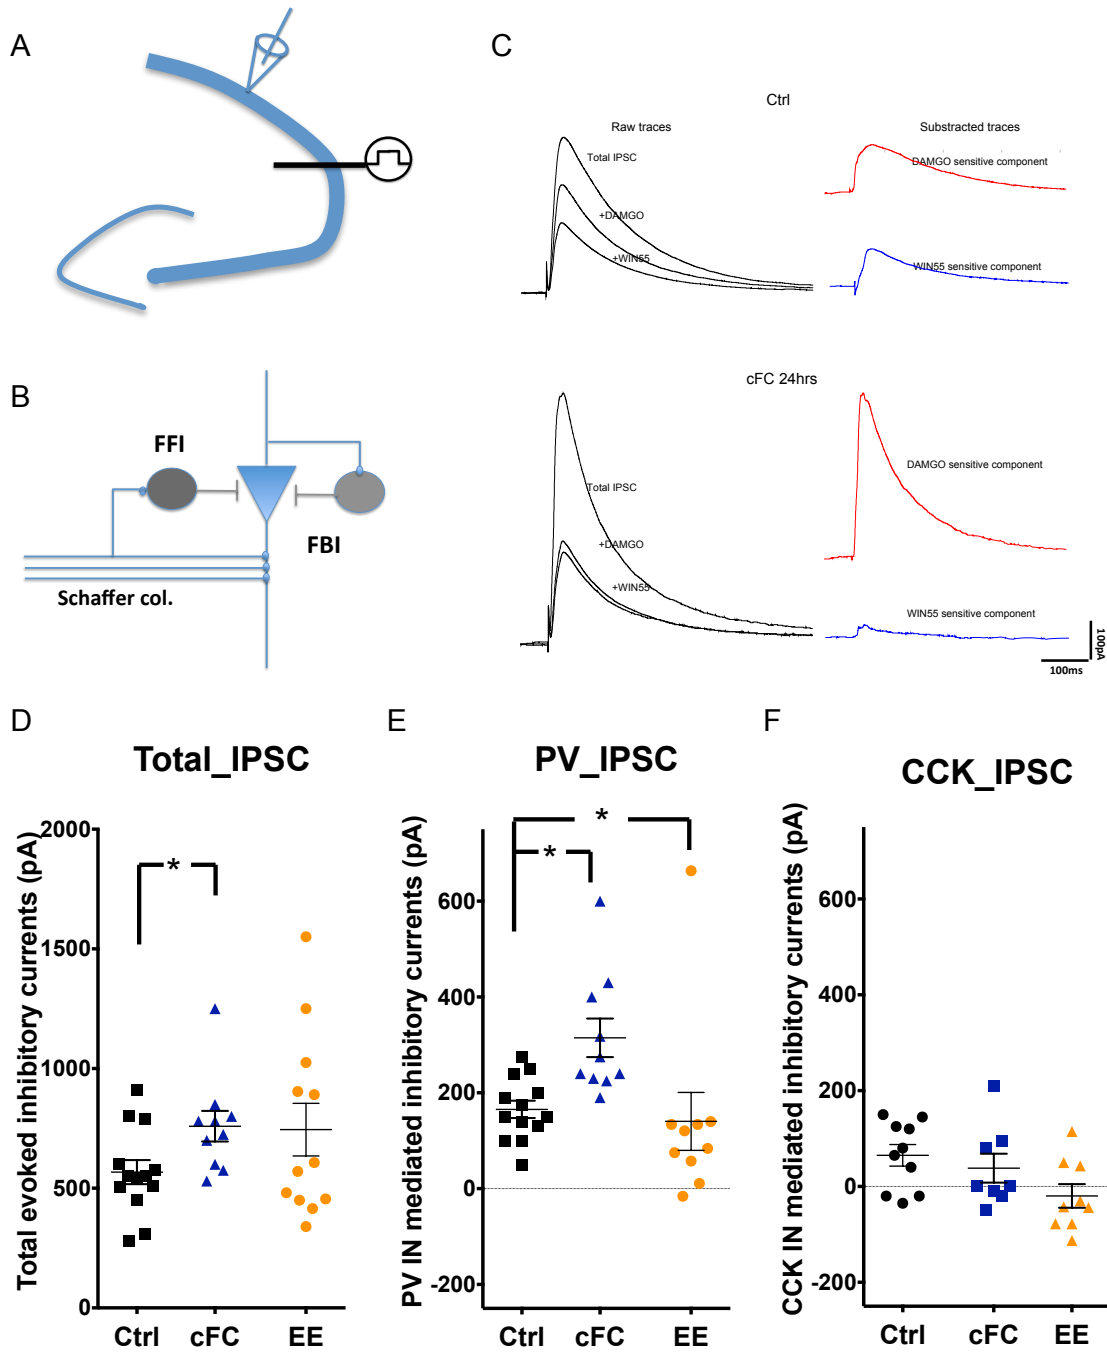 A
C
Ctrl
Raw traces
Substracted traces
Total IPSC
DAMGO sensitive component
+DAMGO
+WIN55
WIN55 sensitive component
cFC 24hrs
Total IPSC
DAMGO sensitive component
+DAMGO
+WIN55
WIN55 sensitive component
100pA
100ms
B
FFI
FBI
Schaffer col.
D
Total_IPSC
Total evoked inhibitory currents (pA)
2000
1500
1000
500
0
*
Ctrl cFC EE
E
PV_IPSC
PV IN mediated inhibitory currents (pA)
600
400
200
0
-200
*
*
Ctrl cFC EE
F
CCK_IPSC
CCK IN mediated inhibitory currents (pA)
600
400
200
0
-200
Ctrl cFC EE